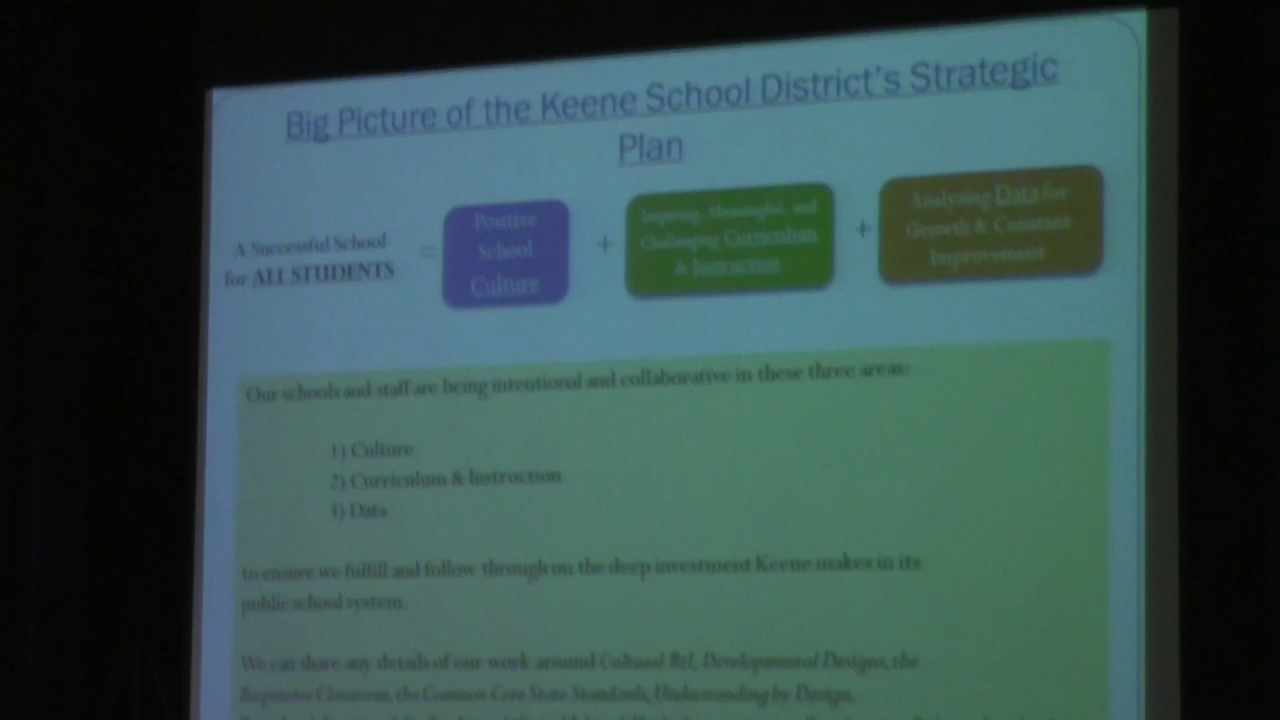 Big Picture of the Keene School District's Strategic
Plan
A Successful School
for ALL STUDENTS
=
Positive
School
Culture
+
Inspiring, Meaningful, and
Challenging Curriculum
& Instruction
+
Analyzing Data for
Growth & Constant
Improvement
Our schools and staff are being intentional and collaborative in these three areas:
1) Culture
2) Curriculum & Instruction
3) Data
to ensure we fulfill and follow through on the deep investment Keene makes in its
public school system.
We can share any details of our work around Cultural RtI, Developmental Designs, the
Responsive Classroom, the Common Core State Standards, Understanding by Design,